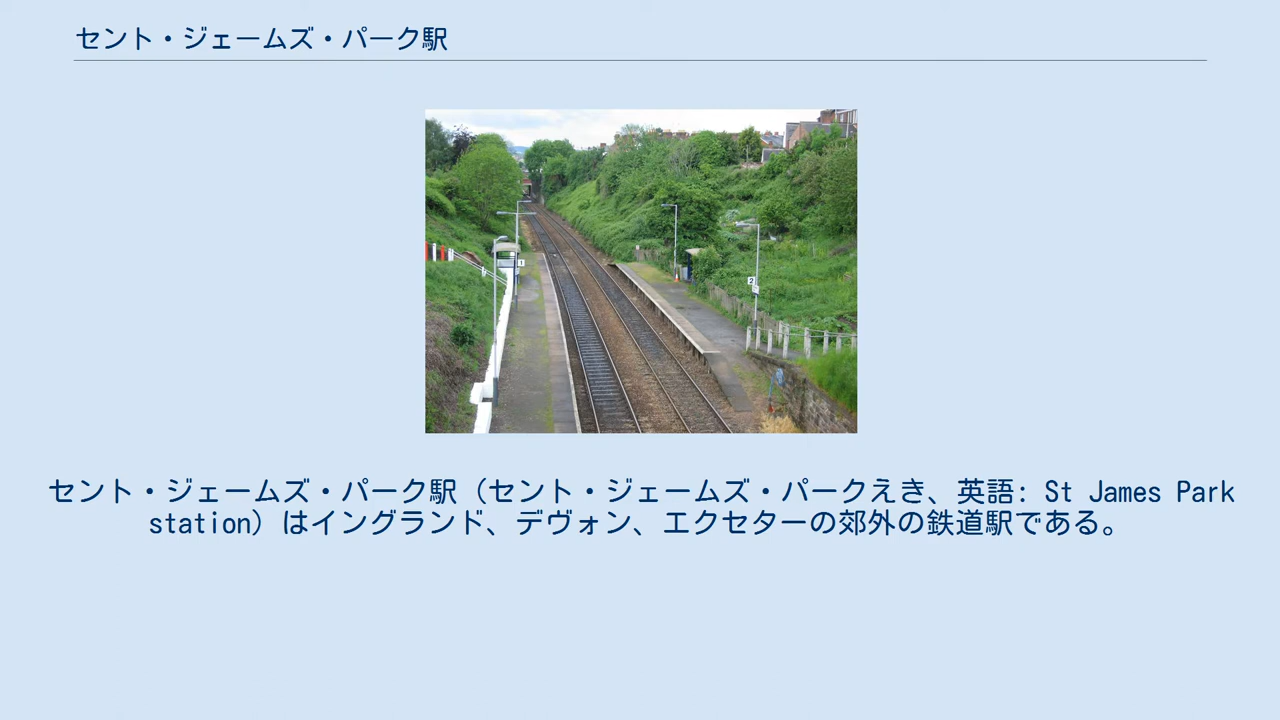 セント・ジェームズ・パーク駅
1
2
セント・ジェームズ・パーク駅（セント・ジェームズ・パークえき、英語: St James Park
station）はイングランド、デヴォン、エクセターの郊外の鉄道駅である。